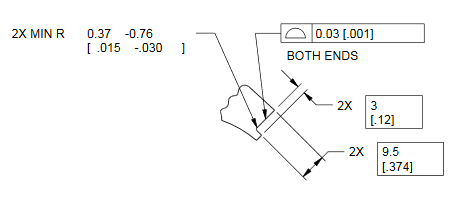 2X MIN R 0.37 -0.76
[ .015 -.030 ]
0.03 [.001]
BOTH ENDS
2X 3
[.12]
2X 9.5
[.374]